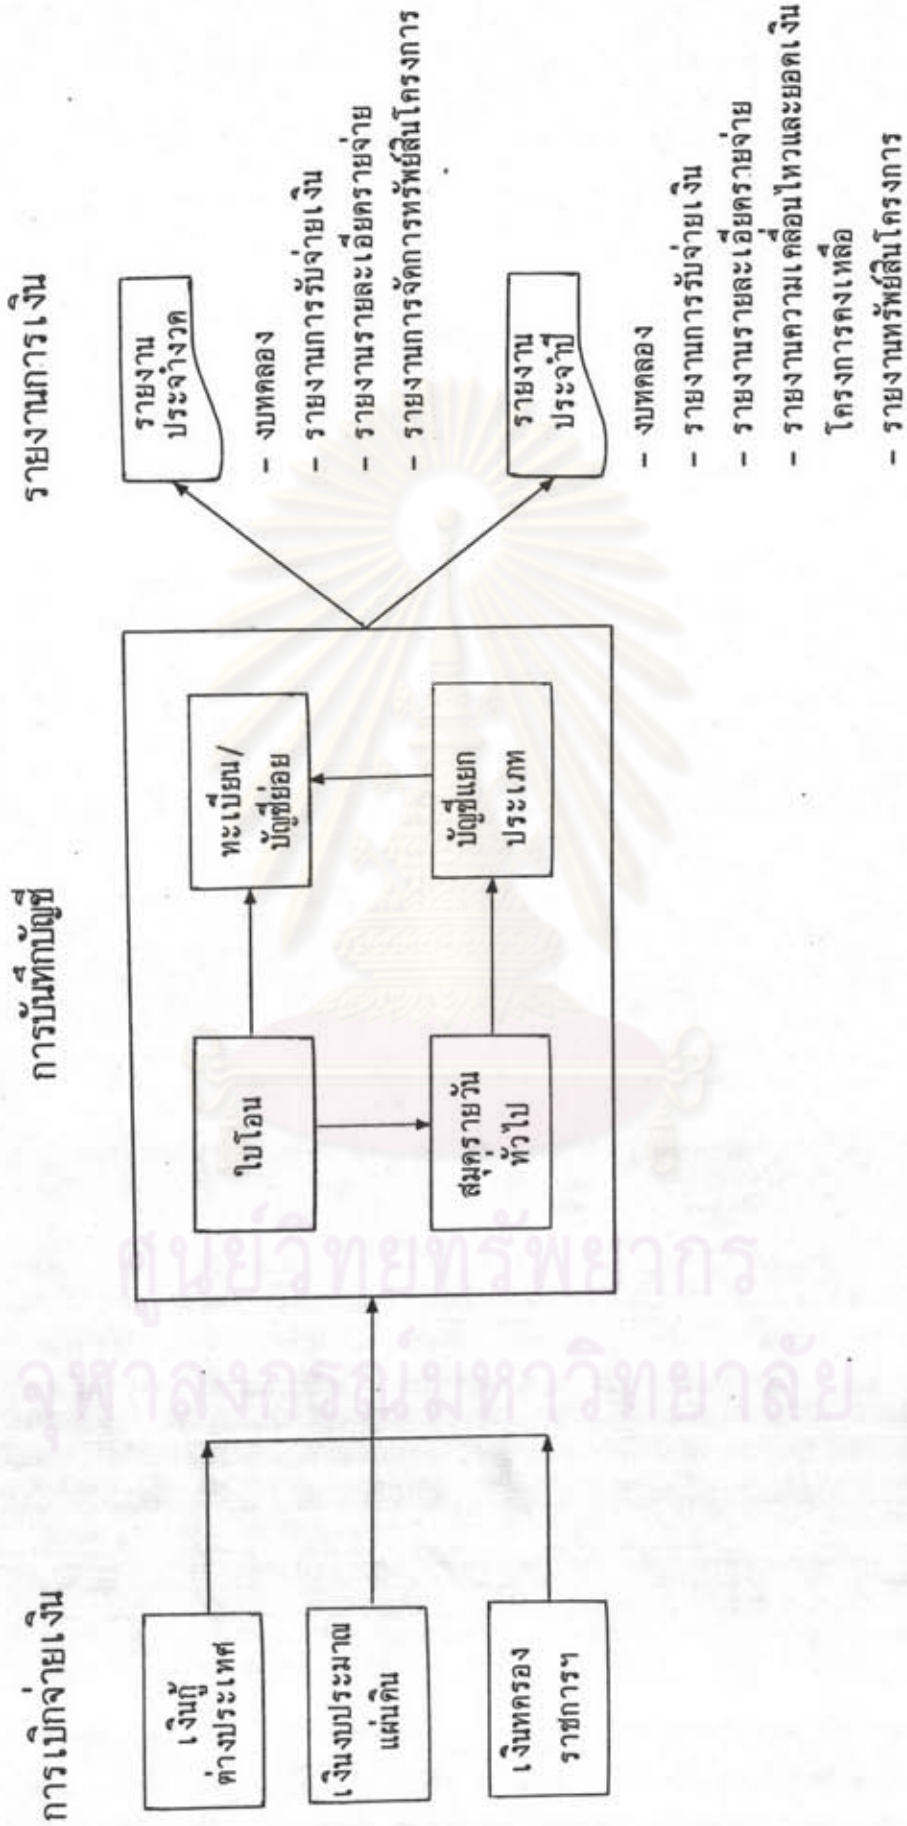 การเบิกจ่ายเงิน
การบันทึกบัญชี
รายงานการเงิน
เงินกู้
ต่างประเทศ
เงินงบประมาณ
แผ่นดิน
เงินทดรอง
ราชการฯ
ใบโอน
ทะเบียน/
บัญชีย่อย
สมุดรายวัน
ทั่วไป
บัญชีแยก
ประเภท
รายงาน
ประจำงวด
- งบทดลอง
- รายงานการรับจ่ายเงิน
- รายงานรายละเอียดรายจ่าย
- รายงานการจัดการทรัพย์สินโครงการ
รายงาน
ประจำปี
- งบทดลอง
- รายงานการรับจ่ายเงิน
- รายงานรายละเอียดรายจ่าย
- รายงานความเคลื่อนไหวและยอดเงิน
โครงการคงเหลือ
- รายงานทรัพย์สินโครงการ
ศูนย์วิทยทรัพยากร
จุฬาลงกรณ์มหาวิทยาลัย